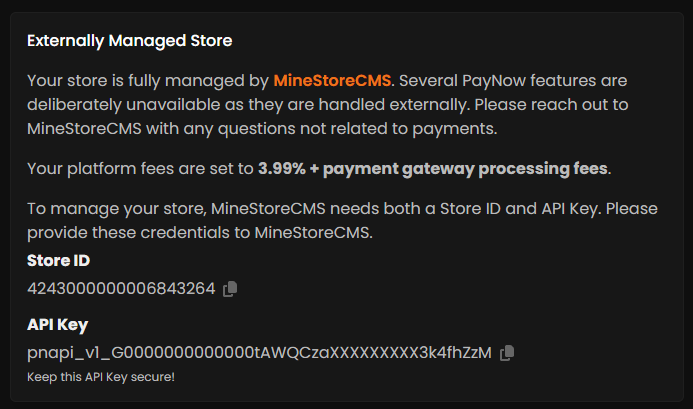 Externally Managed Store
Your store is fully managed by MineStoreCMS. Several PayNow features are
deliberately unavailable as they are handled externally. Please reach out to
MineStoreCMS with any questions not related to payments.
Your platform fees are set to 3.99% + payment gateway processing fees.
To manage your store, MineStoreCMS needs both a Store ID and API Key. Please
provide these credentials to MineStoreCMS.
Store ID
4243000000006843264
API Key
pnapi_v1_G0000000000000tAWQCzaXXXXXXXXX3k4fhZzM
Keep this API Key secure!